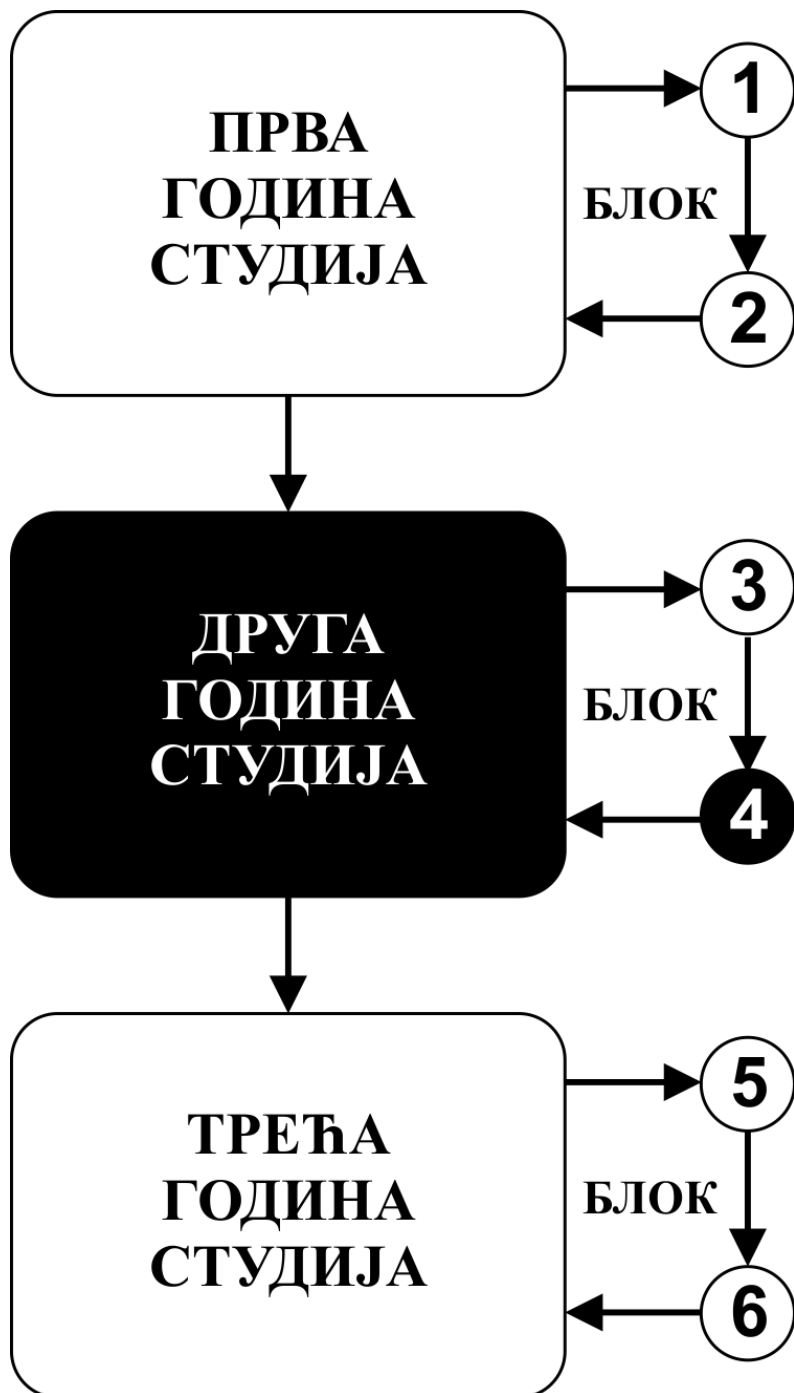 ПРВА
ГОДИНА
СТУДИЈА
1
БЛОК
2
ДРУГА
ГОДИНА
СТУДИЈА
3
БЛОК
4
ТРЕЋА
ГОДИНА
СТУДИЈА
5
БЛОК
6